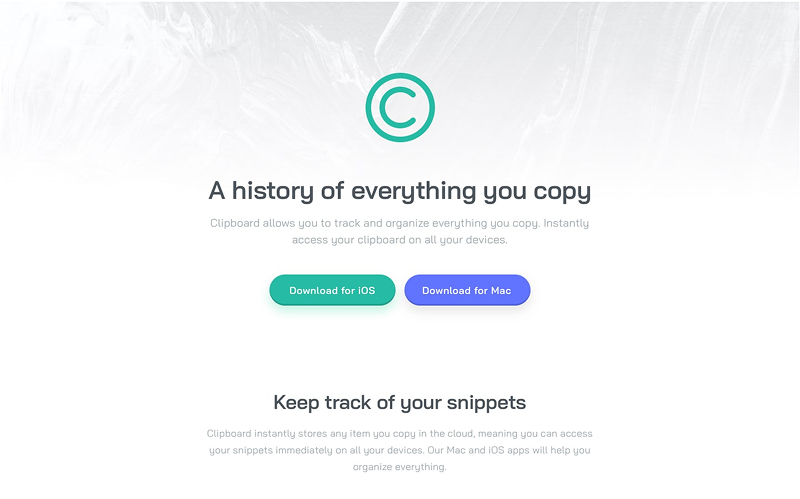 A history of everything you copy
Clipboard allows you to track and organize everything you copy. Instantly
access your clipboard on all your devices.
Download for iOS
Download for Mac
Keep track of your snippets
Clipboard instantly stores any item you copy in the cloud, meaning you can access
your snippets immediately on all your devices. Our Mac and iOS apps will help you
organize everything.